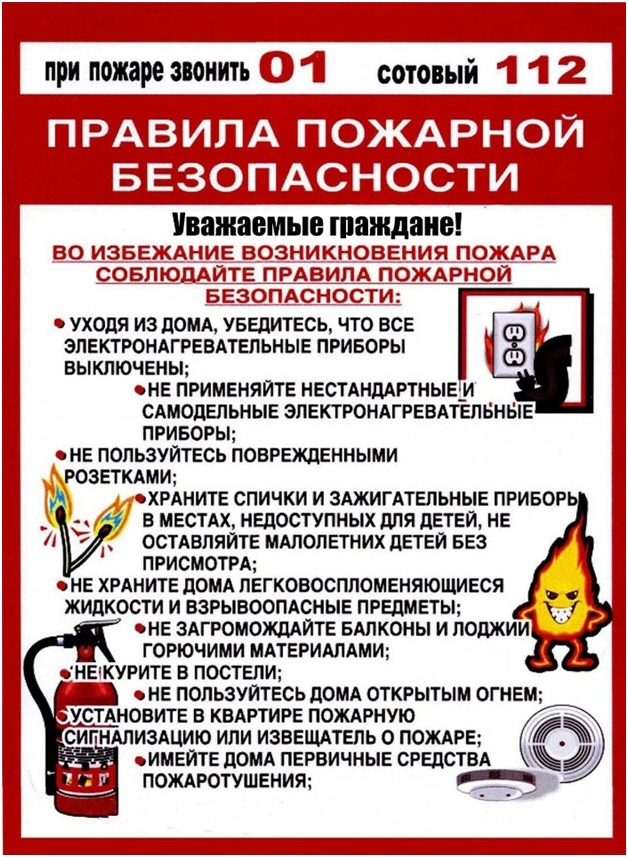 при пожаре звонить 01 сотовый 112
ПРАВИЛА ПОЖАРНОЙ
БЕЗОПАСНОСТИ
Уважаемые граждане!
ВО ИЗБЕЖАНИЕ ВОЗНИКНОВЕНИЯ ПОЖАРА
СОБЛЮДАЙТЕ ПРАВИЛА ПОЖАРНОЙ
БЕЗОПАСНОСТИ:
• УХОДЯ ИЗ ДОМА, УБЕДИТЕСЬ, ЧТО ВСЕ
ЭЛЕКТРОНАГРЕВАТЕЛЬНЫЕ ПРИБОРЫ
ВЫКЛЮЧЕНЫ;
•НЕ ПРИМЕНЯЙТЕ НЕСТАНДАРТНЫЕ И
САМОДЕЛЬНЫЕ ЭЛЕКТРОНАГРЕВАТЕЛЬНЫЕ
ПРИБОРЫ;
•НЕ ПОЛЬЗУЙТЕСЬ ПОВРЕЖДЕННЫМИ
РОЗЕТКАМИ;
•ХРАНИТЕ СПИЧКИ И ЗАЖИГАТЕЛЬНЫЕ ПРИБОРЫ
В МЕСТАХ, НЕДОСТУПНЫХ ДЛЯ ДЕТЕЙ, НЕ
ОСТАВЛЯЙТЕ МАЛОЛЕТНИХ ДЕТЕЙ БЕЗ
ПРИСМОТРА;
•НЕ ХРАНИТЕ ДОМА ЛЕГКОВОСПЛОМЕНЯЮЩИЕСЯ
ЖИДКОСТИ И ВЗРЫВООПАСНЫЕ ПРЕДМЕТЫ;
•НЕ ЗАГРОМОЖДАЙТЕ БАЛКОНЫ И ЛОДЖИИ
ГОРЮЧИМИ МАТЕРИАЛАМИ;
•НЕ КУРИТЕ В ПОСТЕЛИ;
•НЕ ПОЛЬЗУЙТЕСЬ ДОМА ОТКРЫТЫМ ОГНЕМ;
•УСТАНОВИТЕ В КВАРТИРЕ ПОЖАРНУЮ
СИГНАЛИЗАЦИЮ ИЛИ ИЗВЕЩАТЕЛЬ О ПОЖАРЕ;
•ИМЕЙТЕ ДОМА ПЕРВИЧНЫЕ СРЕДСТВА
ПОЖАРОТУШЕНИЯ;